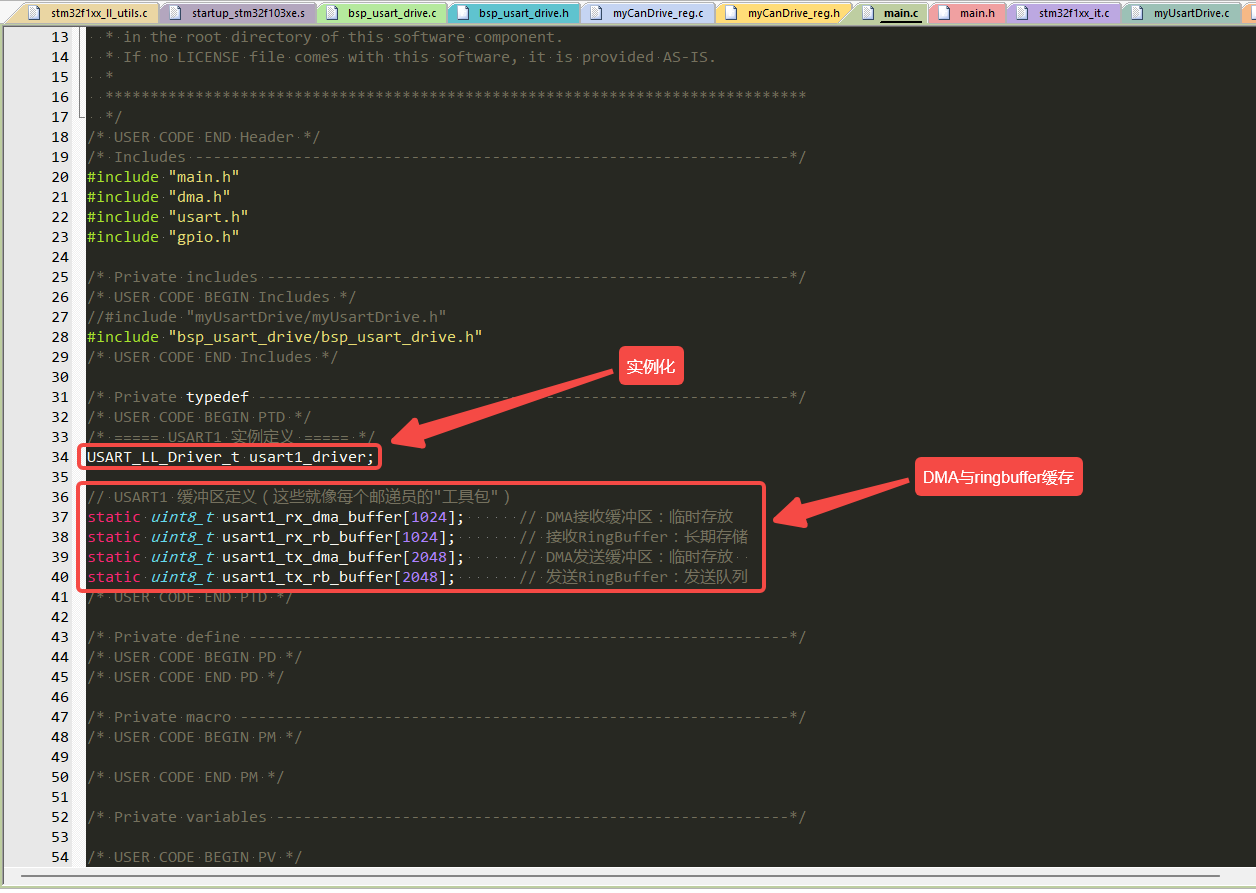 stm32f1xx_ll_utils.c startup_stm32f103xe.s bsp_usart_drive.c bsp_usart_drive.h myCanDrive_reg.c myCanDrive_reg.h main.c main.h stm32f1xx_it.c myUsartDrive.c
13 * in the root directory of this software component.
14 * If no LICENSE file comes with this software, it is provided AS-IS.
15 *
16 ******************************************************************************
17 */
18 /* USER CODE END Header */
19 /* Includes ------------------------------------------------------------------*/
20 #include "main.h"
21 #include "dma.h"
22 #include "usart.h"
23 #include "gpio.h"
24
25 /* Private includes ----------------------------------------------------------*/
26 /* USER CODE BEGIN Includes */
27 //#include "myUsartDrive/myUsartDrive.h"
28 #include "bsp_usart_drive/bsp_usart_drive.h"
29 /* USER CODE END Includes */
实例化
30
31 /* Private typedef -----------------------------------------------------------*/
32 /* USER CODE BEGIN PTD */
33 /* ===== USART1 实例定义 ===== */
34 USART_LL_Driver_t usart1_driver;
35
DMA与ringbuffer缓存
36 // USART1 缓冲区定义（这些就像每个邮递员的"工具包"）
37 static uint8_t usart1_rx_dma_buffer[1024]; // DMA接收缓冲区：临时存放
38 static uint8_t usart1_rx_rb_buffer[1024]; // 接收RingBuffer：长期存储
39 static uint8_t usart1_tx_dma_buffer[2048]; // DMA发送缓冲区：临时存放
40 static uint8_t usart1_tx_rb_buffer[2048]; // 发送RingBuffer：发送队列
41 /* USER CODE END PTD */
42
43 /* Private define ------------------------------------------------------------*/
44 /* USER CODE BEGIN PD */
45 /* USER CODE END PD */
46
47 /* Private macro -------------------------------------------------------------*/
48 /* USER CODE BEGIN PM */
49
50 /* USER CODE END PM */
51
52 /* Private variables ---------------------------------------------------------*/
53
54 /* USER CODE BEGIN PV */